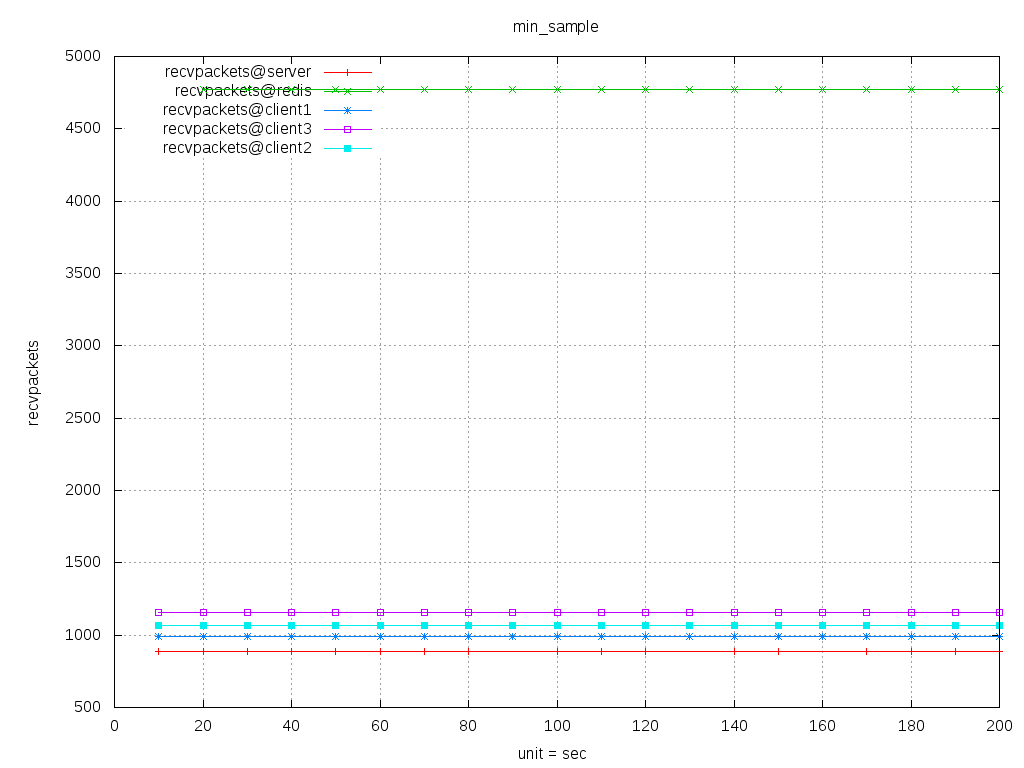 min_sample
5000
4500
4000
3500
3000
2500
2000
1500
1000
500
recvpackets
recvpackets@server
recvpackets@redis
recvpackets@client1
recvpackets@client3
recvpackets@client2
0 20 40 60 80 100 120 140 160 180 200
unit = sec